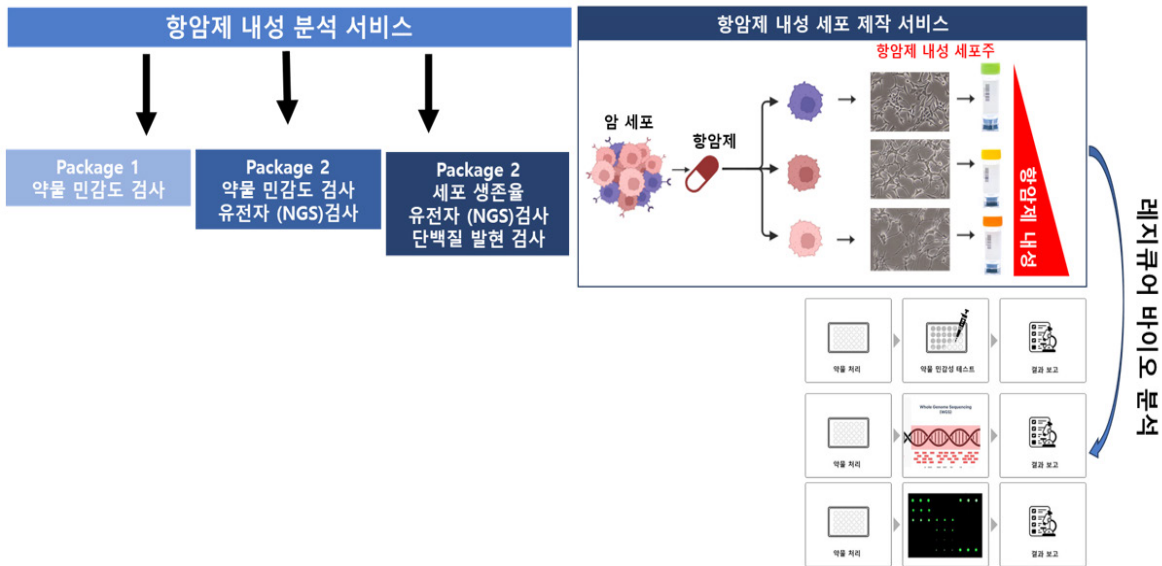 항암제 내성 분석 서비스
Package 1
약물 민감도 검사
Package 2
약물 민감도 검사
유전자 (NGS)검사
Package 2
세포 생존율
유전자 (NGS)검사
단백질 발현 검사
항암제 내성 세포 제작 서비스
항암제 내성 세포주
암 세포
항암제
항암제 내성
레지큐어 바이오 분석
약물 처리
약물 민감성 테스트
결과 보고
약물 처리
Whole Genome Sequencing
(WGS)
결과 보고
약물 처리
결과 보고